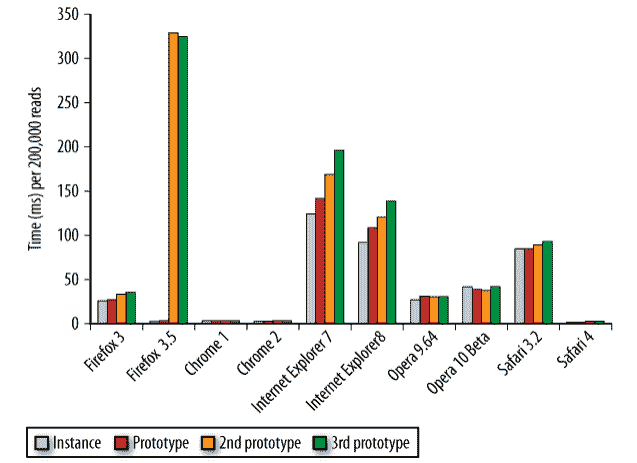 350
300
250
200
150
100
50
0
Time (ms) per 200,000 reads
Firefox 3
Firefox 3.5
Chrome 1
Chrome 2
Internet Explorer 7
Internet Explorer8
Opera 9.64
Opera 10 Beta
Safari 3.2
Safari 4
Instance Prototype 2nd prototype 3rd prototype